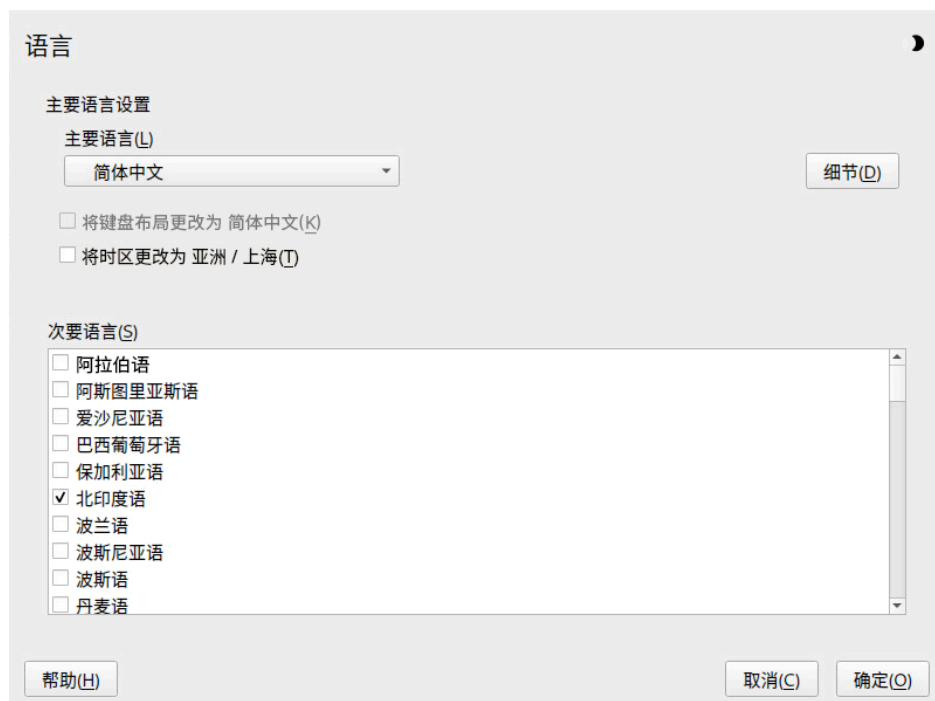 语言
主要语言设置
主要语言(L)
简体中文
细节(D)
将键盘布局更改为 简体中文(K)
将时区更改为 亚洲 / 上海(T)
次要语言(S)
阿拉伯语
阿斯图里亚斯语
爱沙尼亚语
巴西葡萄牙语
保加利亚语
北印度语
波兰语
波斯尼亚语
波斯语
丹麦语
帮助(H)
取消(C)
确定(O)